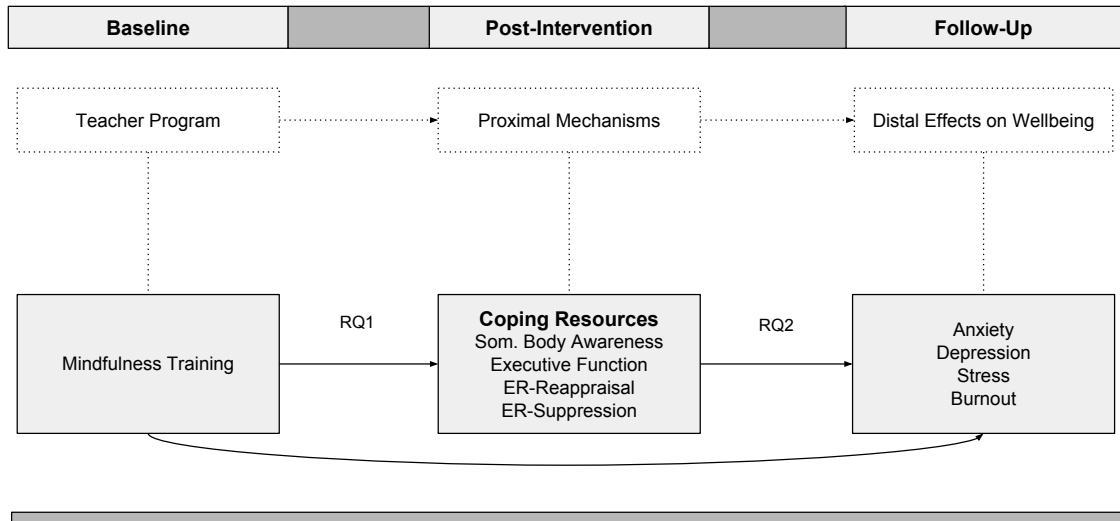 Baseline
Post-Intervention
Follow-Up
Teacher Program
Proximal Mechanisms
Distal Effects on Wellbeing
RQ1
RQ2
Mindfulness Training
Coping Resources
Som. Body Awareness
Executive Function
ER-Reappraisal
ER-Suppression
Anxiety
Depression
Stress
Burnout